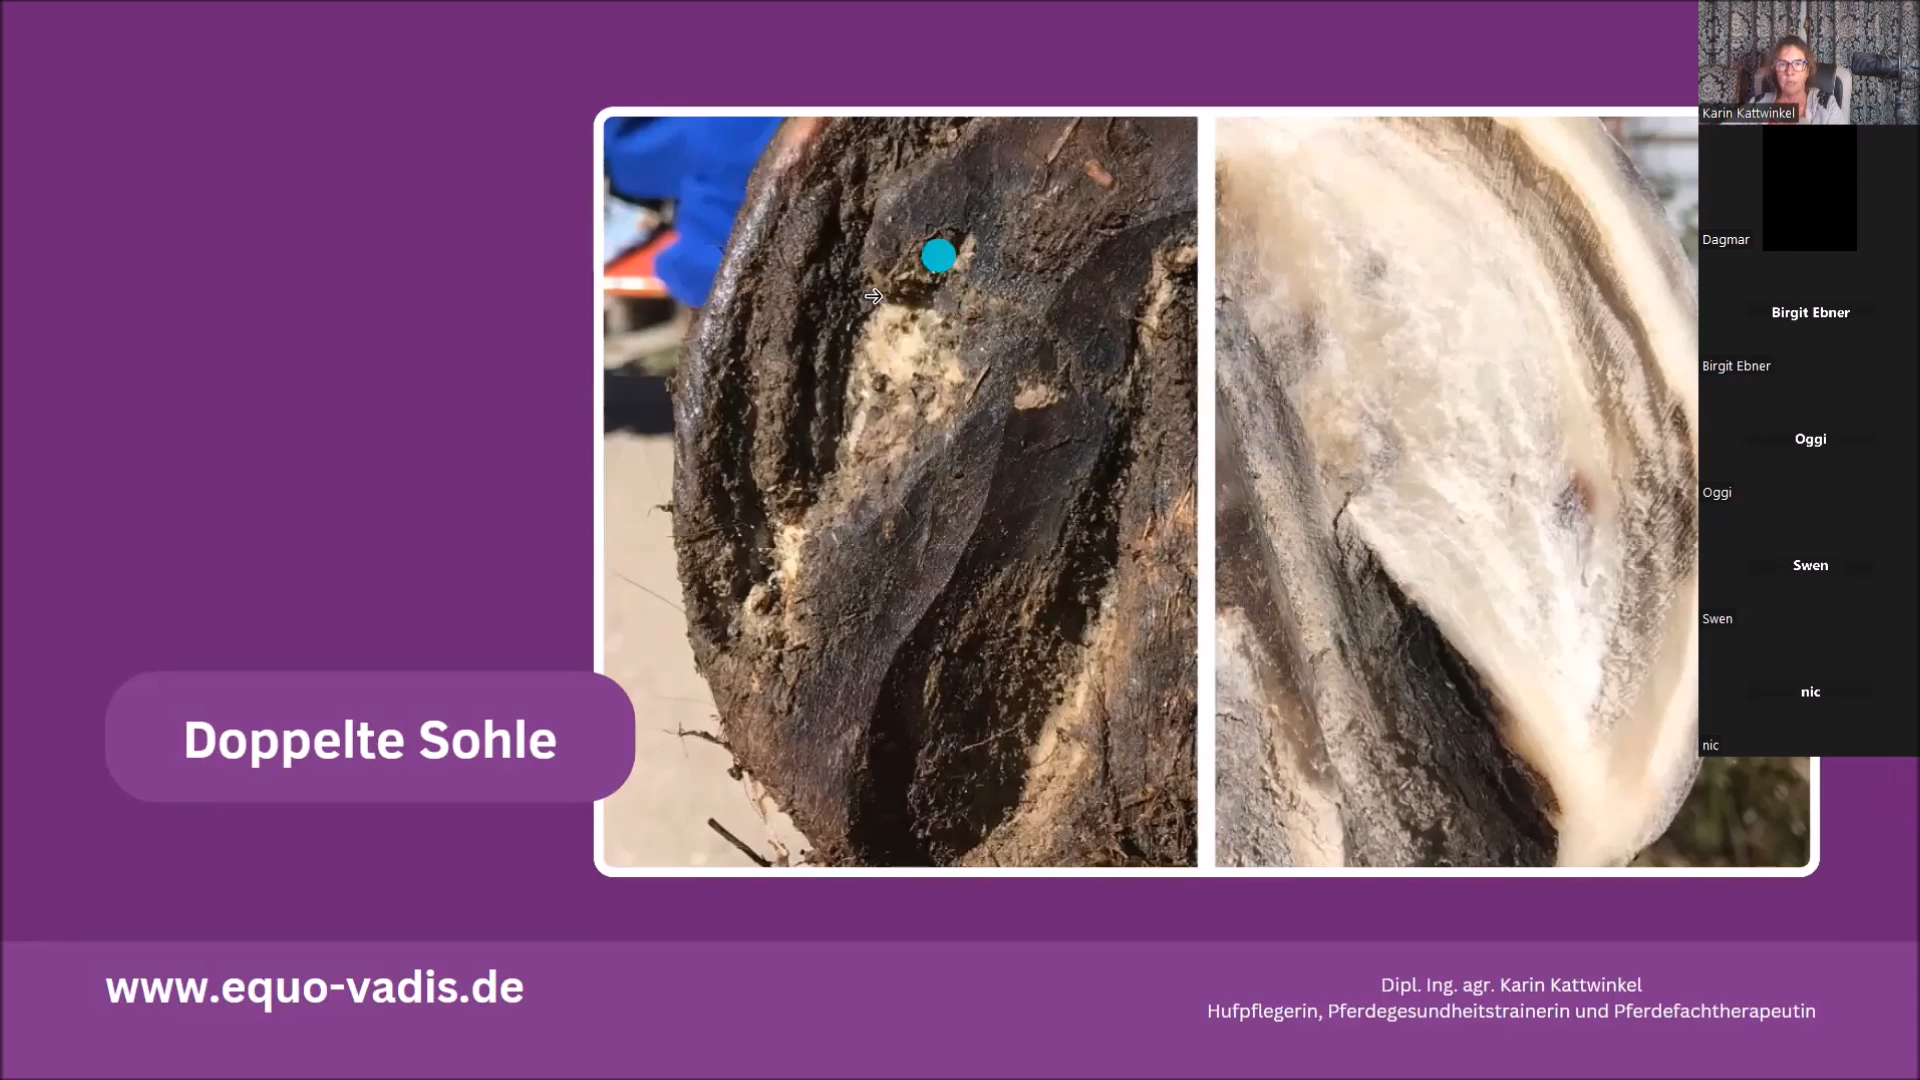 Karin Kattwinkel
Dagmar
Birgit Ebner
Birgit Ebner
Oggi
Oggi
Swen
Swen
nic
nic
Doppelte Sohle
www.equo-vadis.de
Dipl. Ing. agr. Karin Kattwinkel
Hufpflegerin, Pferdegesundheitstrainerin und Pferdefachtherapeutin